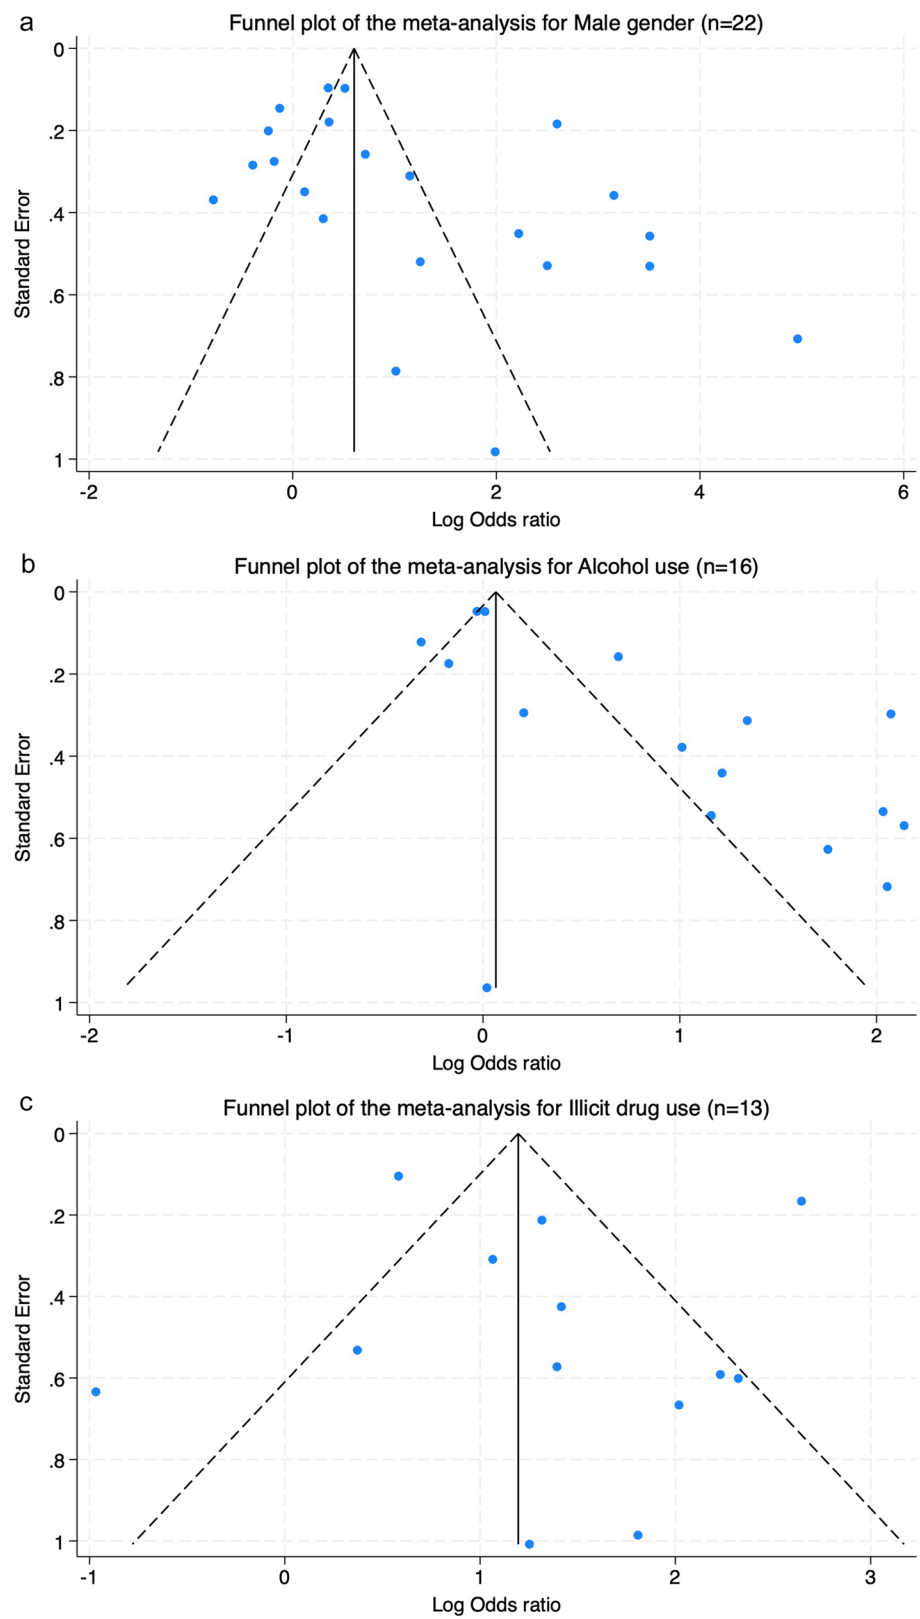 a
Funnel plot of the meta-analysis for Male gender (n=22)
Standard Error
0
.2
.4
.6
.8
1
-2 0 2 4 6
Log Odds ratio
b
Funnel plot of the meta-analysis for Alcohol use (n=16)
Standard Error
0
.2
.4
.6
.8
1
-2 -1 0 1 2
Log Odds ratio
c
Funnel plot of the meta-analysis for Illicit drug use (n=13)
Standard Error
0
.2
.4
.6
.8
1
-1 0 1 2 3
Log Odds ratio